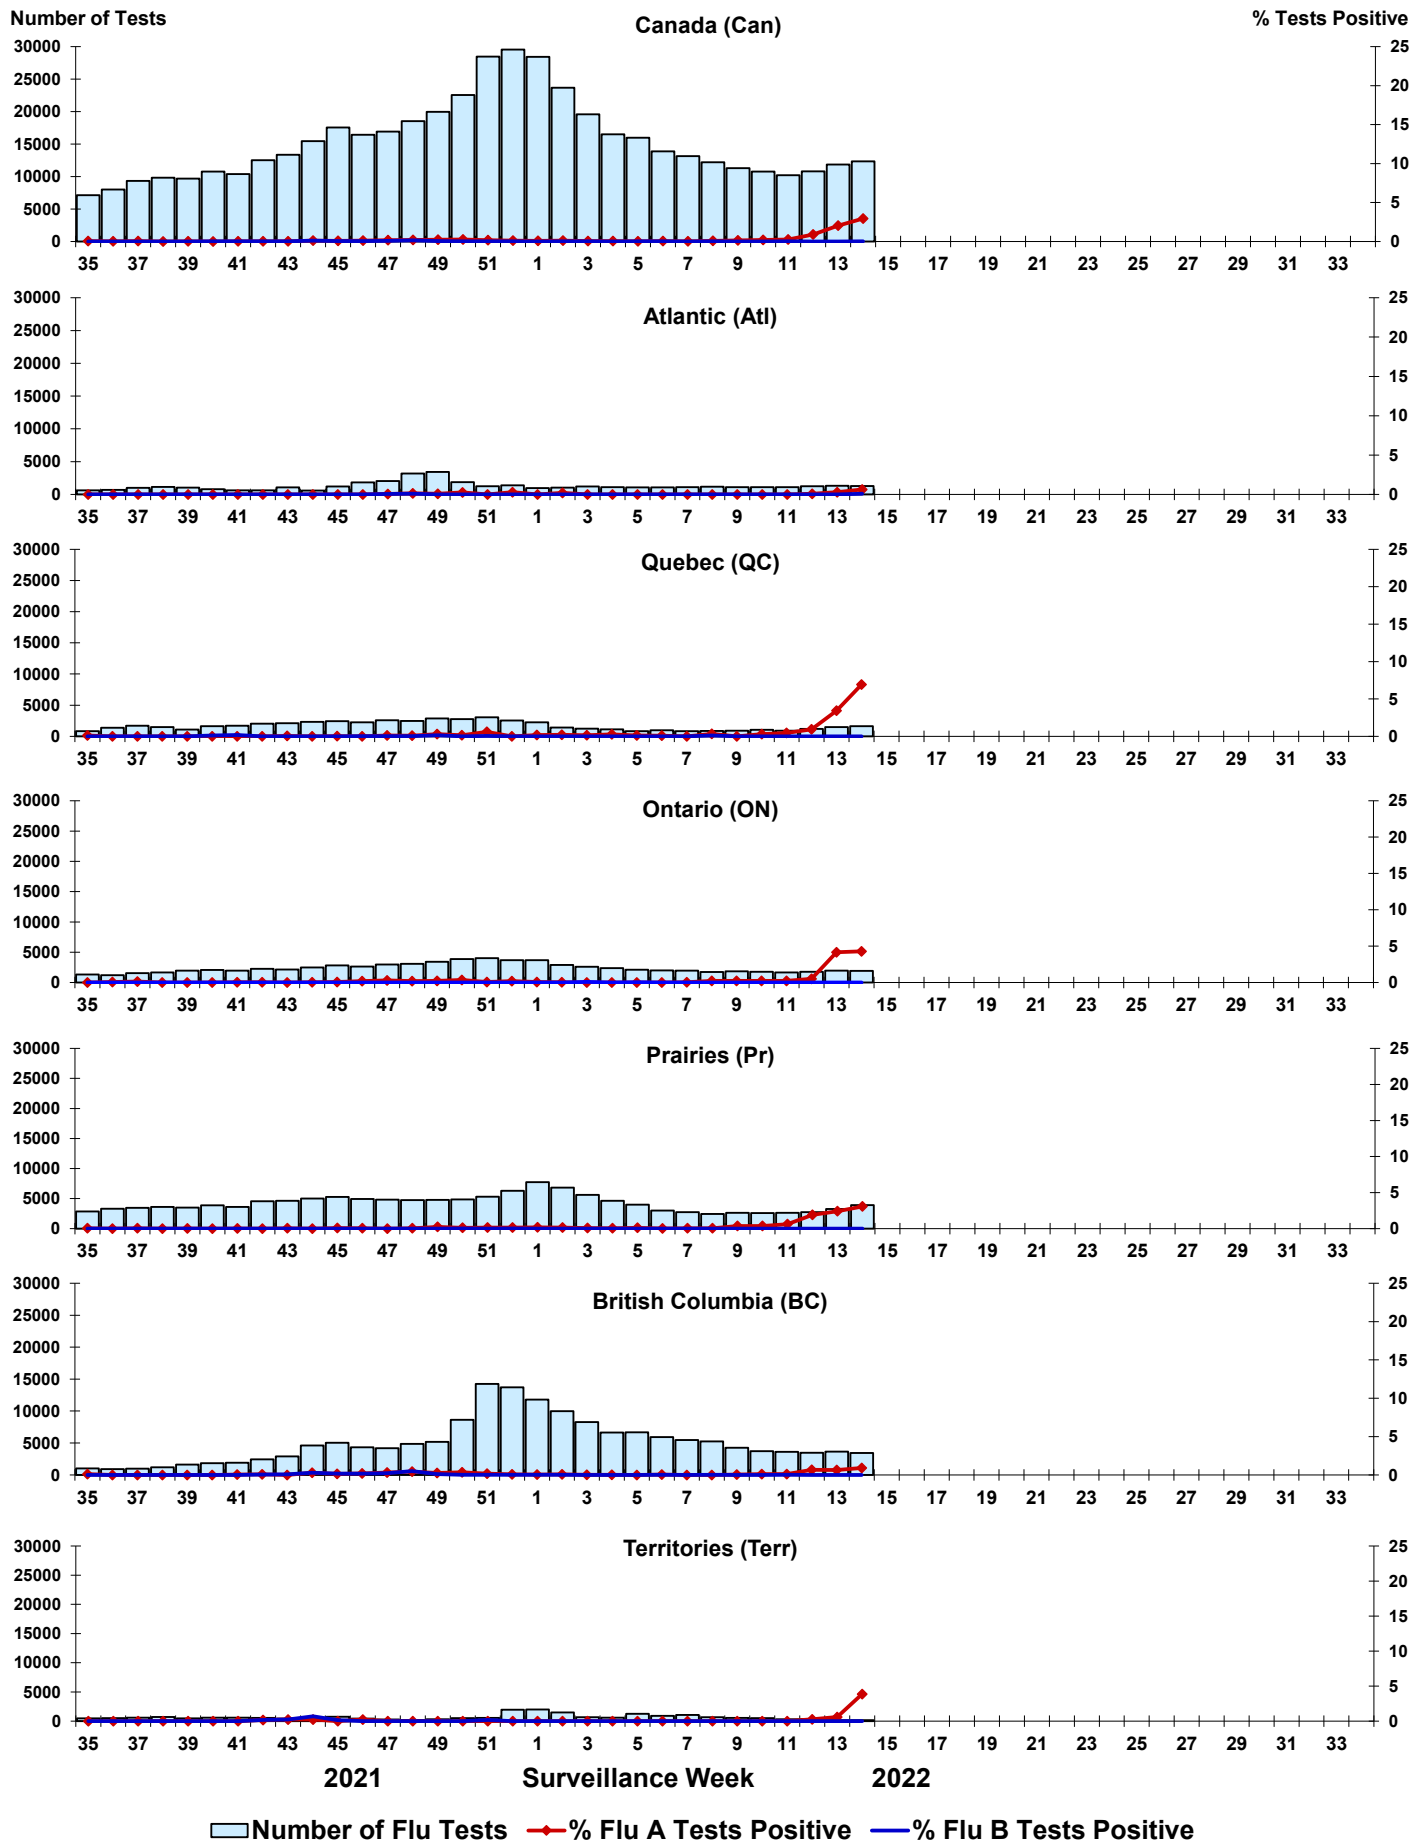 Number of Tests
Canada (Can)
% Tests Positive
30000 25
25000 20
20000 15
15000 10
10000 5
5000 0
0
35 37 39 41 43 45 47 49 51 1 3 5 7 9 11 13 15 17 19 21 23 25 27 29 31 33
Atlantic (Atl)
30000 25
25000 20
20000 15
15000 10
10000 5
5000 0
0
35 37 39 41 43 45 47 49 51 1 3 5 7 9 11 13 15 17 19 21 23 25 27 29 31 33
Quebec (QC)
30000 25
25000 20
20000 15
15000 10
10000 5
5000 0
0
35 37 39 41 43 45 47 49 51 1 3 5 7 9 11 13 15 17 19 21 23 25 27 29 31 33
Ontario (ON)
30000 25
25000 20
20000 15
15000 10
10000 5
5000 0
0
35 37 39 41 43 45 47 49 51 1 3 5 7 9 11 13 15 17 19 21 23 25 27 29 31 33
Prairies (Pr)
30000 25
25000 20
20000 15
15000 10
10000 5
5000 0
0
35 37 39 41 43 45 47 49 51 1 3 5 7 9 11 13 15 17 19 21 23 25 27 29 31 33
British Columbia (BC)
30000 25
25000 20
20000 15
15000 10
10000 5
5000 0
0
35 37 39 41 43 45 47 49 51 1 3 5 7 9 11 13 15 17 19 21 23 25 27 29 31 33
Territories (Terr)
30000 25
25000 20
20000 15
15000 10
10000 5
5000 0
0
35 37 39 41 43 45 47 49 51 1 3 5 7 9 11 13 15 17 19 21 23 25 27 29 31 33
2021 Surveillance Week 2022
Number of Flu Tests % Flu A Tests Positive % Flu B Tests Positive